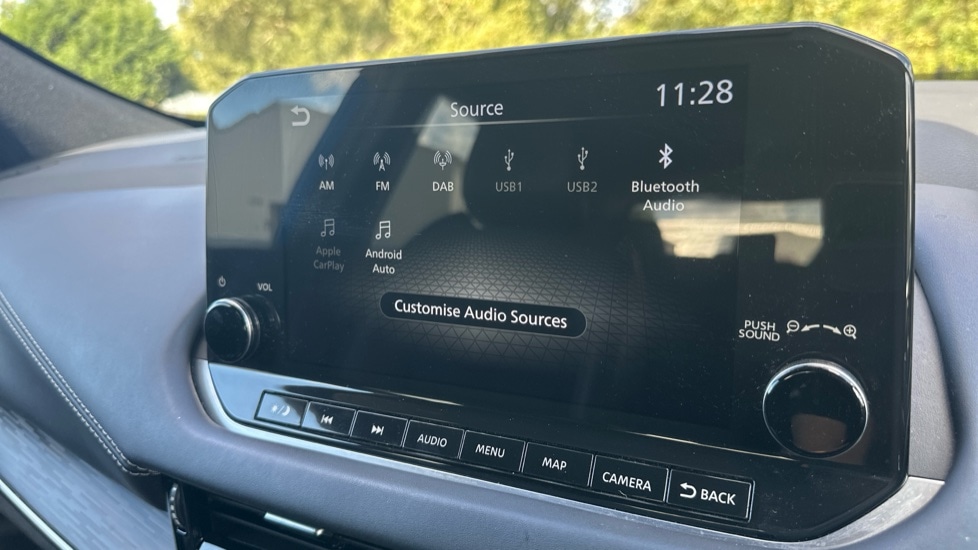 Source
11:28
AM
FM
DAB
USB1
USB2
Bluetooth
Audio
Apple
CarPlay
Android
Auto
Customise Audio Sources
VOL
PUSH
SOUND
AUDIO
MENU
MAP
CAMERA
BACK